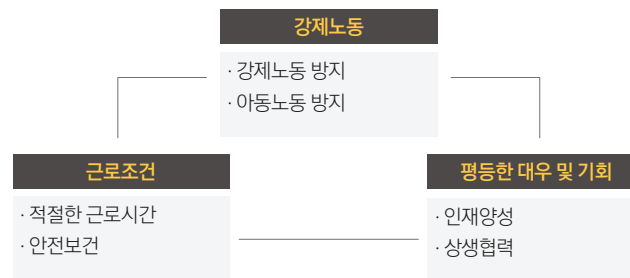 강제노동
· 강제노동 방지
· 아동노동 방지
근로조건
· 적절한 근로시간
· 안전보건
평등한 대우 및 기회
· 인재양성
· 상생협력